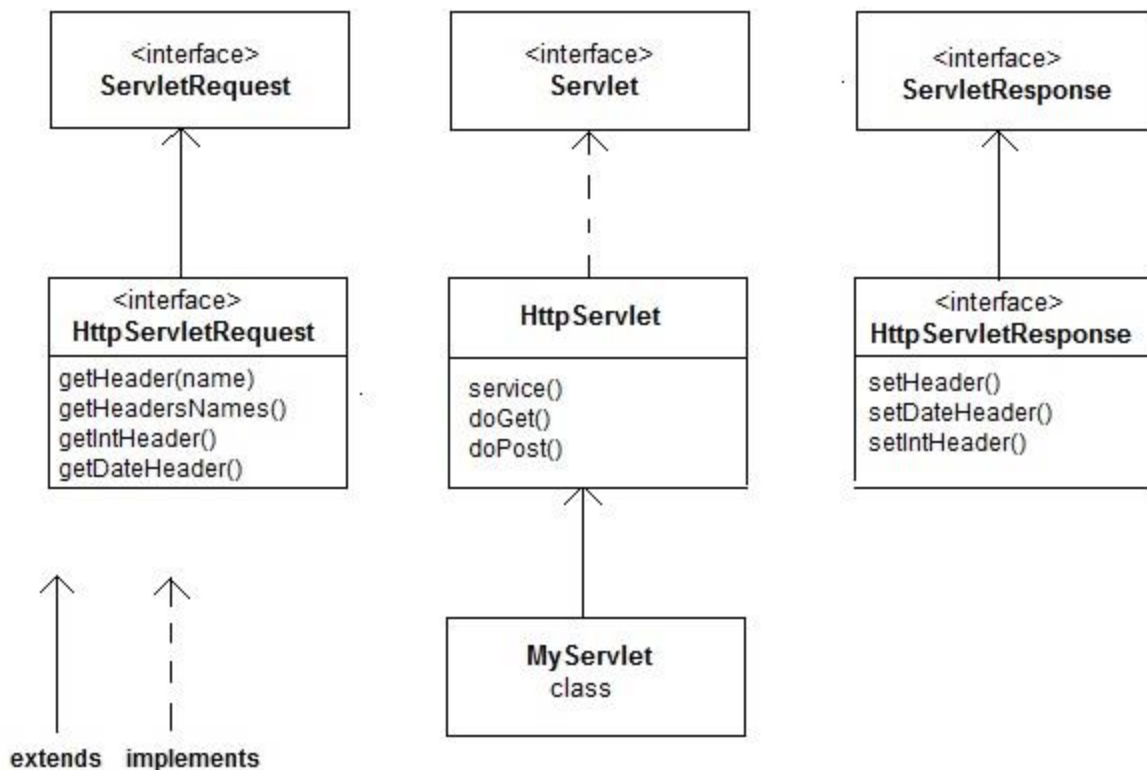 <interface>
ServletRequest
<interface>
Servlet
<interface>
ServletResponse
<interface>
HttpServletRequest
getHeader(name)
getHeadersNames()
getIntHeader()
getDateHeader()
HttpServlet
service()
doGet()
doPost()
<interface>
HttpServletResponse
setHeader()
setDateHeader()
setIntHeader()
MyServlet
class
extends
implements